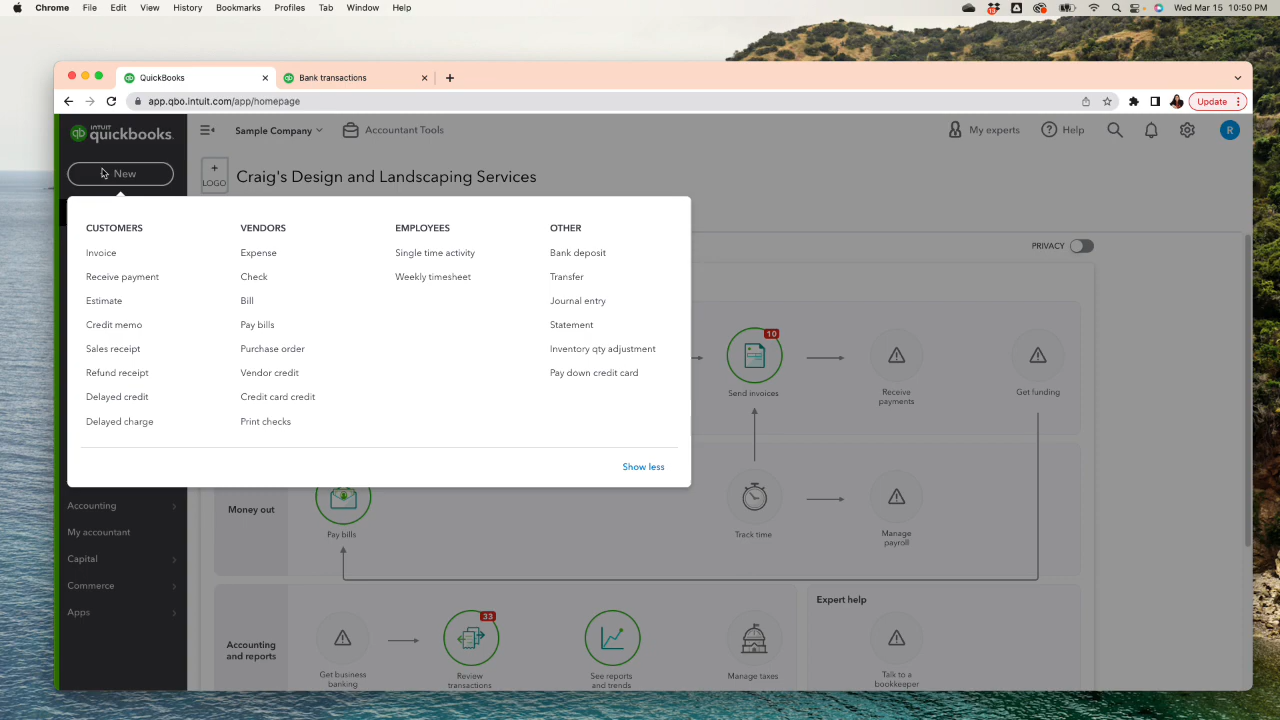 Chrome File Edit View History Bookmarks Profiles Tab Window Help
Wed Mar 15 10:50 PM
QuickBooks
Bank transactions
app.qbo.intuit.com/app/homepage
Update
INTUIT
quickbooks.
Sample Company
Accountant Tools
My experts
Help
R
New
+
LOGO
Craig's Design and Landscaping Services
PRIVACY
CUSTOMERS
Invoice
Receive payment
Estimate
Credit memo
Sales receipt
Refund receipt
Delayed credit
Delayed charge
VENDORS
Expense
Check
Bill
Pay bills
Purchase order
Vendor credit
Credit card credit
Print checks
EMPLOYEES
Single time activity
Weekly timesheet
OTHER
Bank deposit
Transfer
Journal entry
Statement
Inventory qty adjustment
Pay down credit card
Show less
10
Send invoices
Receive
payments
Get funding
Accounting
My accountant
Capital
Commerce
Apps
Money out
Pay bills
Track time
Manage
payroll
Accounting
and reports
Get business
banking
33
Review
transactions
See reports
and trends
Manage taxes
Expert help
Talk to a
bookkeeper